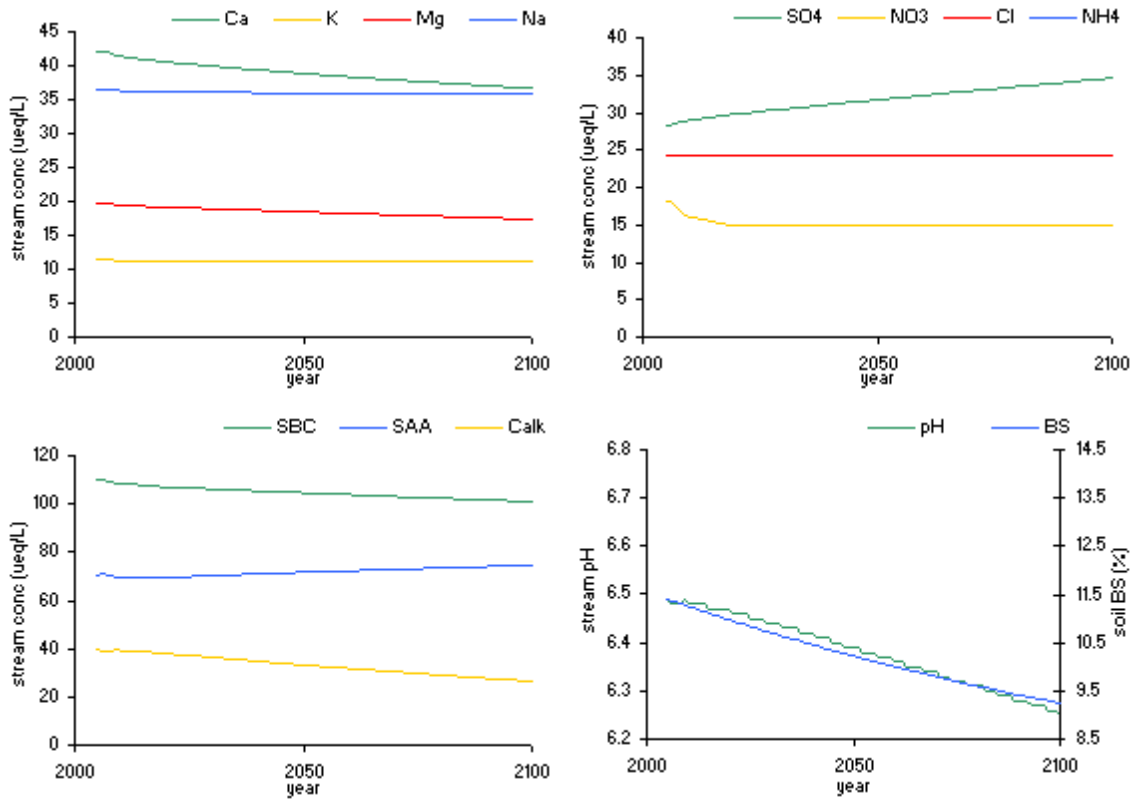 Ca K Mg Na
45
40
35
30
25
20
15
10
5
0
stream conc (ueq/L)
2000 2050 2100
year
SO4 NO3 Cl NH4
40
35
30
25
20
15
10
5
0
stream conc (ueq/L)
2000 2050 2100
year
SBC SAA Calk
120
100
80
60
40
20
0
stream conc (ueq/L)
2000 2050 2100
year
pH BS
6.8
6.7
6.6
6.5
6.4
6.3
6.2
stream pH
14.5
13.5
12.5
11.5
10.5
9.5
8.5
soil BS (%)
2000 2050 2100
year